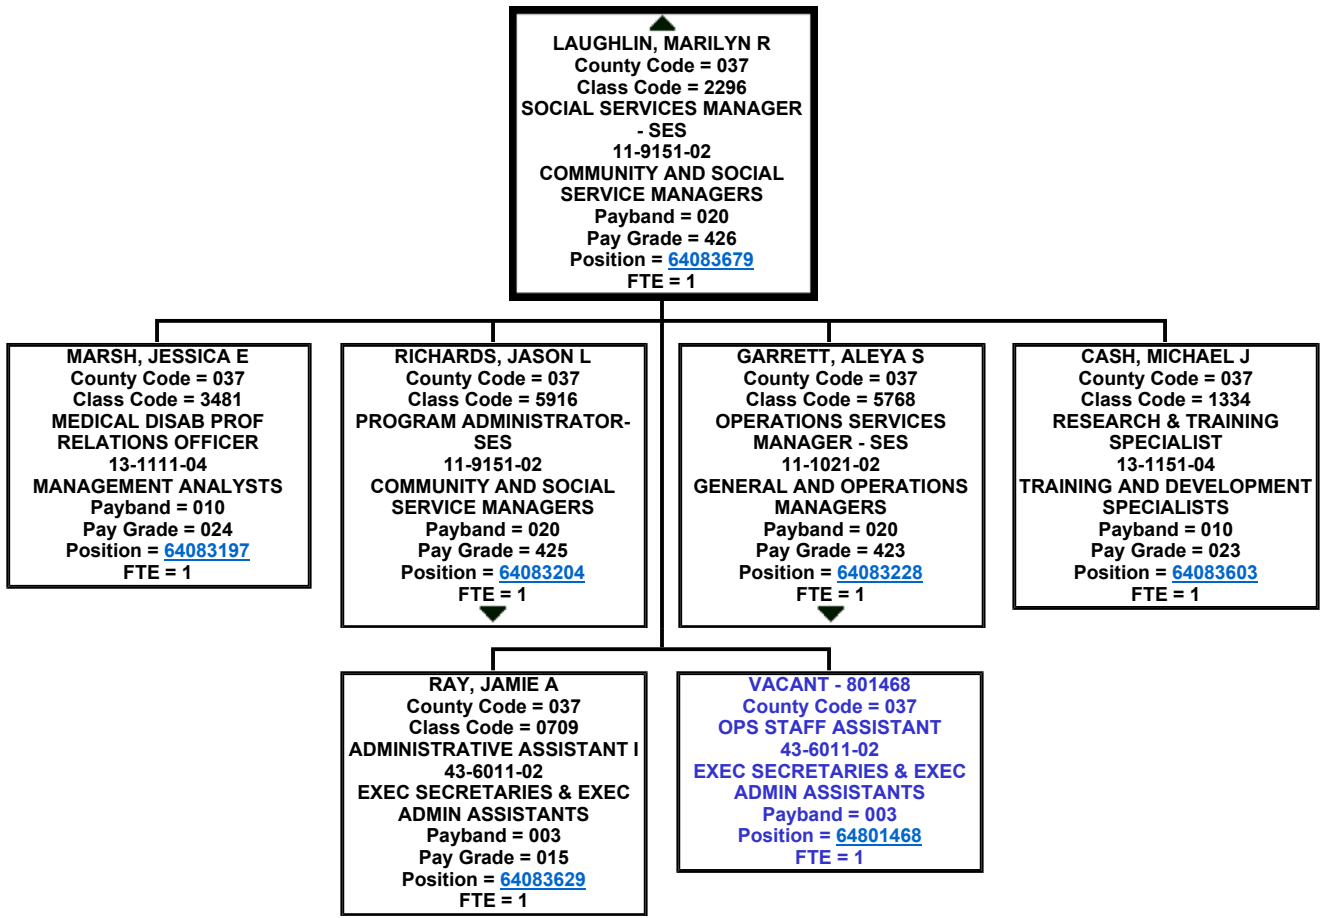 LAUGHLIN, MARILYN R
County Code = 037
Class Code = 2296
SOCIAL SERVICES MANAGER
- SES
11-9151-02
COMMUNITY AND SOCIAL
SERVICE MANAGERS
Payband = 020
Pay Grade = 426
Position = 64083679
FTE = 1
MARSH, JESSICA E
County Code = 037
Class Code = 3481
MEDICAL DISAB PROF
RELATIONS OFFICER
13-1111-04
MANAGEMENT ANALYSTS
Payband = 010
Pay Grade = 024
Position = 64083197
FTE = 1
RICHARDS, JASON L
County Code = 037
Class Code = 5916
PROGRAM ADMINISTRATOR-
SES
11-9151-02
COMMUNITY AND SOCIAL
SERVICE MANAGERS
Payband = 020
Pay Grade = 425
Position = 64083204
FTE = 1
GARRETT, ALEYA S
County Code = 037
Class Code = 5768
OPERATIONS SERVICES
MANAGER - SES
11-1021-02
GENERAL AND OPERATIONS
MANAGERS
Payband = 020
Pay Grade = 423
Position = 64083228
FTE = 1
CASH, MICHAEL J
County Code = 037
Class Code = 1334
RESEARCH & TRAINING
SPECIALIST
13-1151-04
TRAINING AND DEVELOPMENT
SPECIALISTS
Payband = 010
Pay Grade = 023
Position = 64083603
FTE = 1
RAY, JAMIE A
County Code = 037
Class Code = 0709
ADMINISTRATIVE ASSISTANT I
43-6011-02
EXEC SECRETARIES & EXEC
ADMIN ASSISTANTS
Payband = 003
Pay Grade = 015
Position = 64083629
FTE = 1
VACANT - 801468
County Code = 037
OPS STAFF ASSISTANT
43-6011-02
EXEC SECRETARIES & EXEC
ADMIN ASSISTANTS
Payband = 003
Position = 64801468
FTE = 1